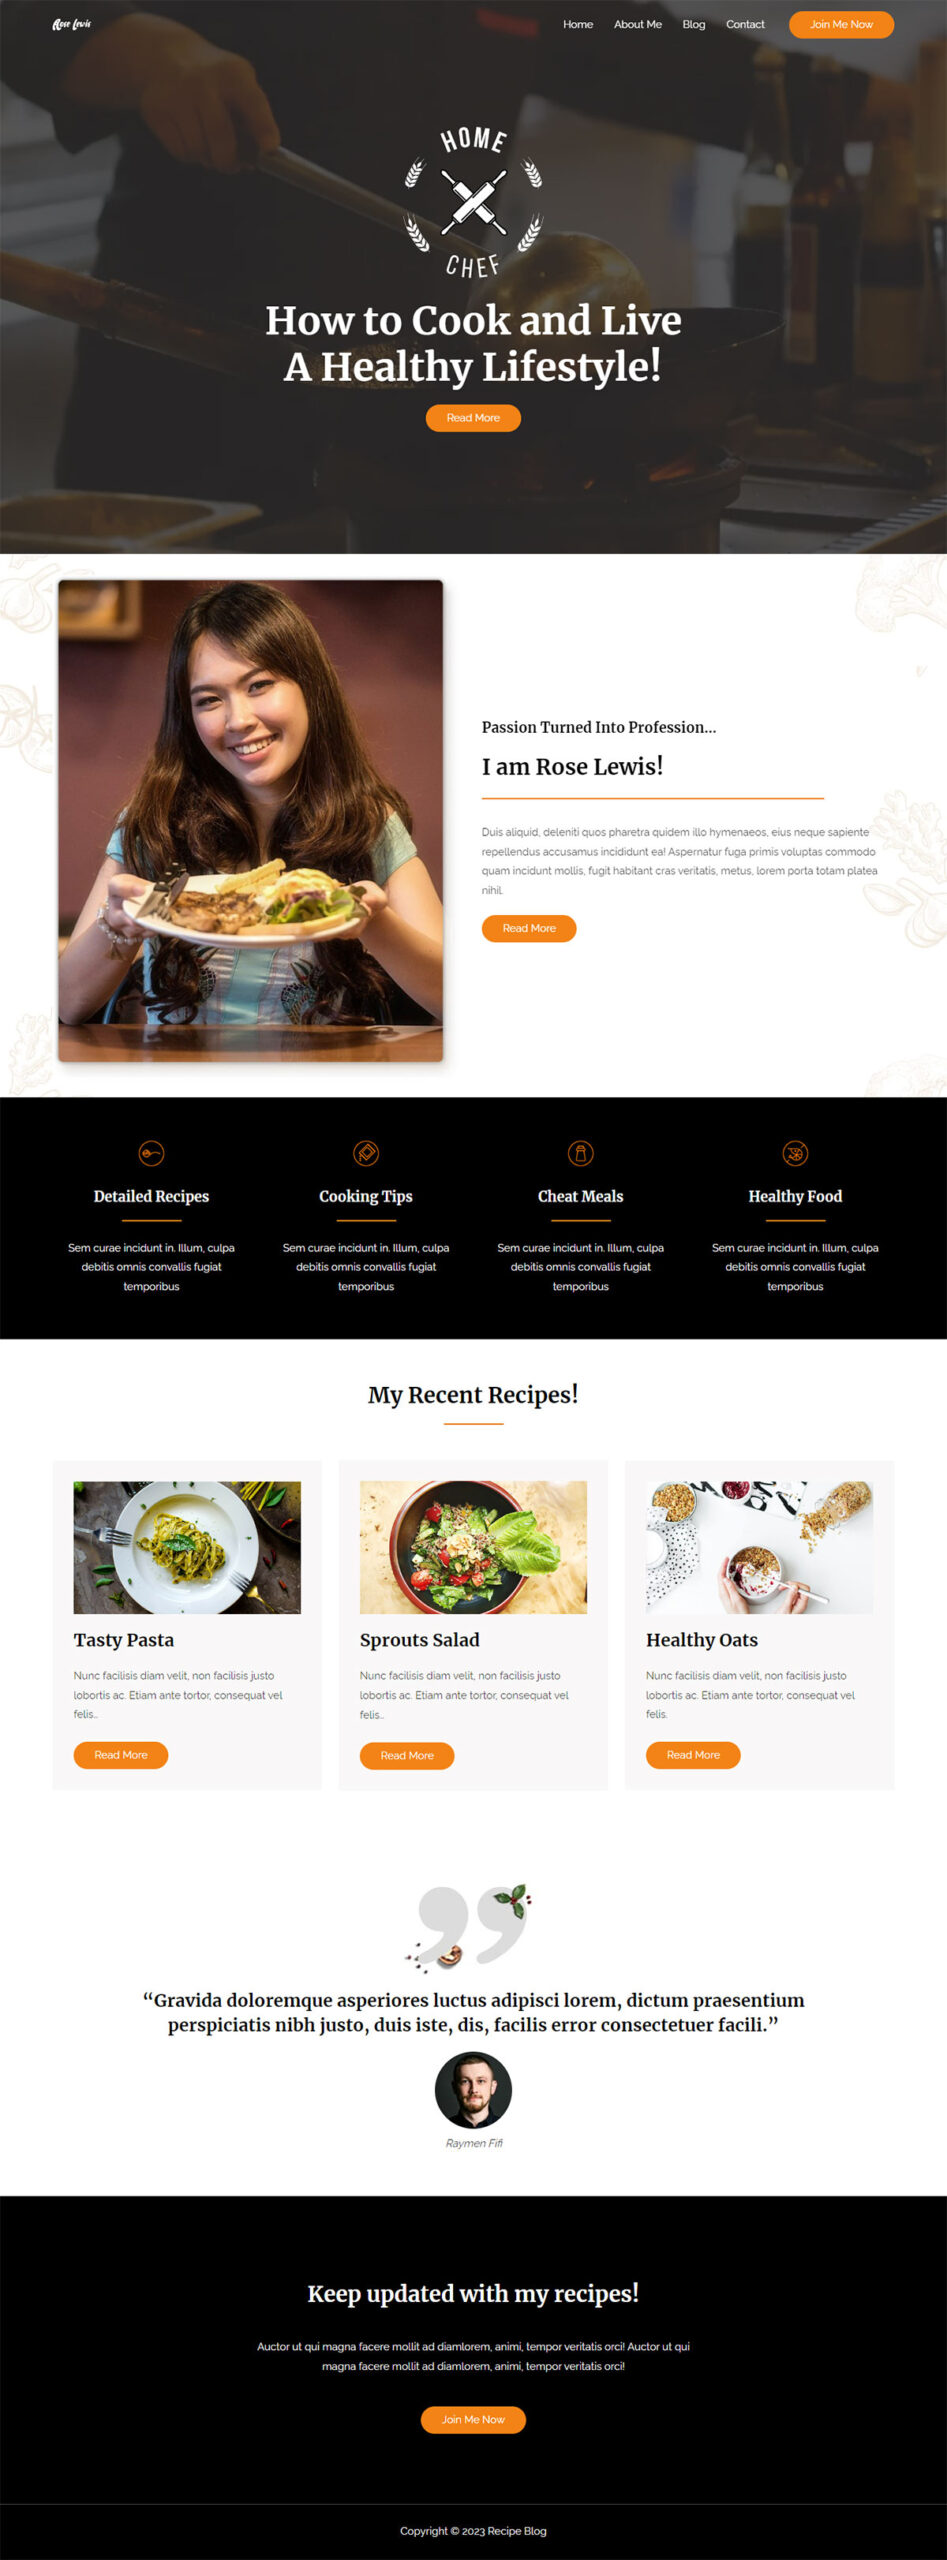 Rose Lewis
Home About Me Blog Contact Join Me Now
HOME
CHEF
How to Cook and Live
A Healthy Lifestyle!
Read More
Passion Turned Into Profession...
I am Rose Lewis!
Duis aliquid, deleniti quos pharetra quidem illo hymenaeos, eius neque sapiente
repellendus accusamus incididunt ea! Aspernatur fuga primis voluptas commodo
quam incidunt mollis, fugit habitant cras veritatis, metus, lorem porta totam platea
nihil.
Read More
Detailed Recipes
Sem curae incidunt in. Illum, culpa
debitis omnis convallis fugiat
temporibus
Cooking Tips
Sem curae incidunt in. Illum, culpa
debitis omnis convallis fugiat
temporibus
Cheat Meals
Sem curae incidunt in. Illum, culpa
debitis omnis convallis fugiat
temporibus
Healthy Food
Sem curae incidunt in. Illum, culpa
debitis omnis convallis fugiat
temporibus
My Recent Recipes!
Tasty Pasta
Nunc facilisis diam velit, non facilisis justo
lobortis ac. Etiam ante tortor, consequat vel
felis...
Read More
Sprouts Salad
Nunc facilisis diam velit, non facilisis justo
lobortis ac. Etiam ante tortor, consequat vel
felis...
Read More
Healthy Oats
Nunc facilisis diam velit, non facilisis justo
lobortis ac. Etiam ante tortor, consequat vel
felis.
Read More
“Gravida doloremque asperiores luctus adipisci lorem, dictum praesentium
perspiciatis nibh justo, duis iste, dis, facilis error consectetuer facili.”
Raymen Fifi
Keep updated with my recipes!
Auctor ut qui magna facere mollit ad diamlorem, animi, tempor veritatis orci! Auctor ut qui
magna facere mollit ad diamlorem, animi, tempor veritatis orci!
Join Me Now
Copyright © 2023 Recipe Blog